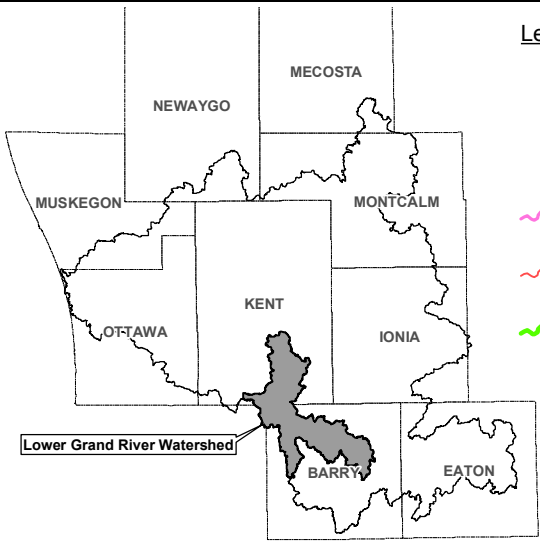 Le
MECOSTA
NEWAYGO
MUSKEGON
MONTCALM
KENT
OTTAWA
IONIA
Lower Grand River Watershed
BARRY
EATON